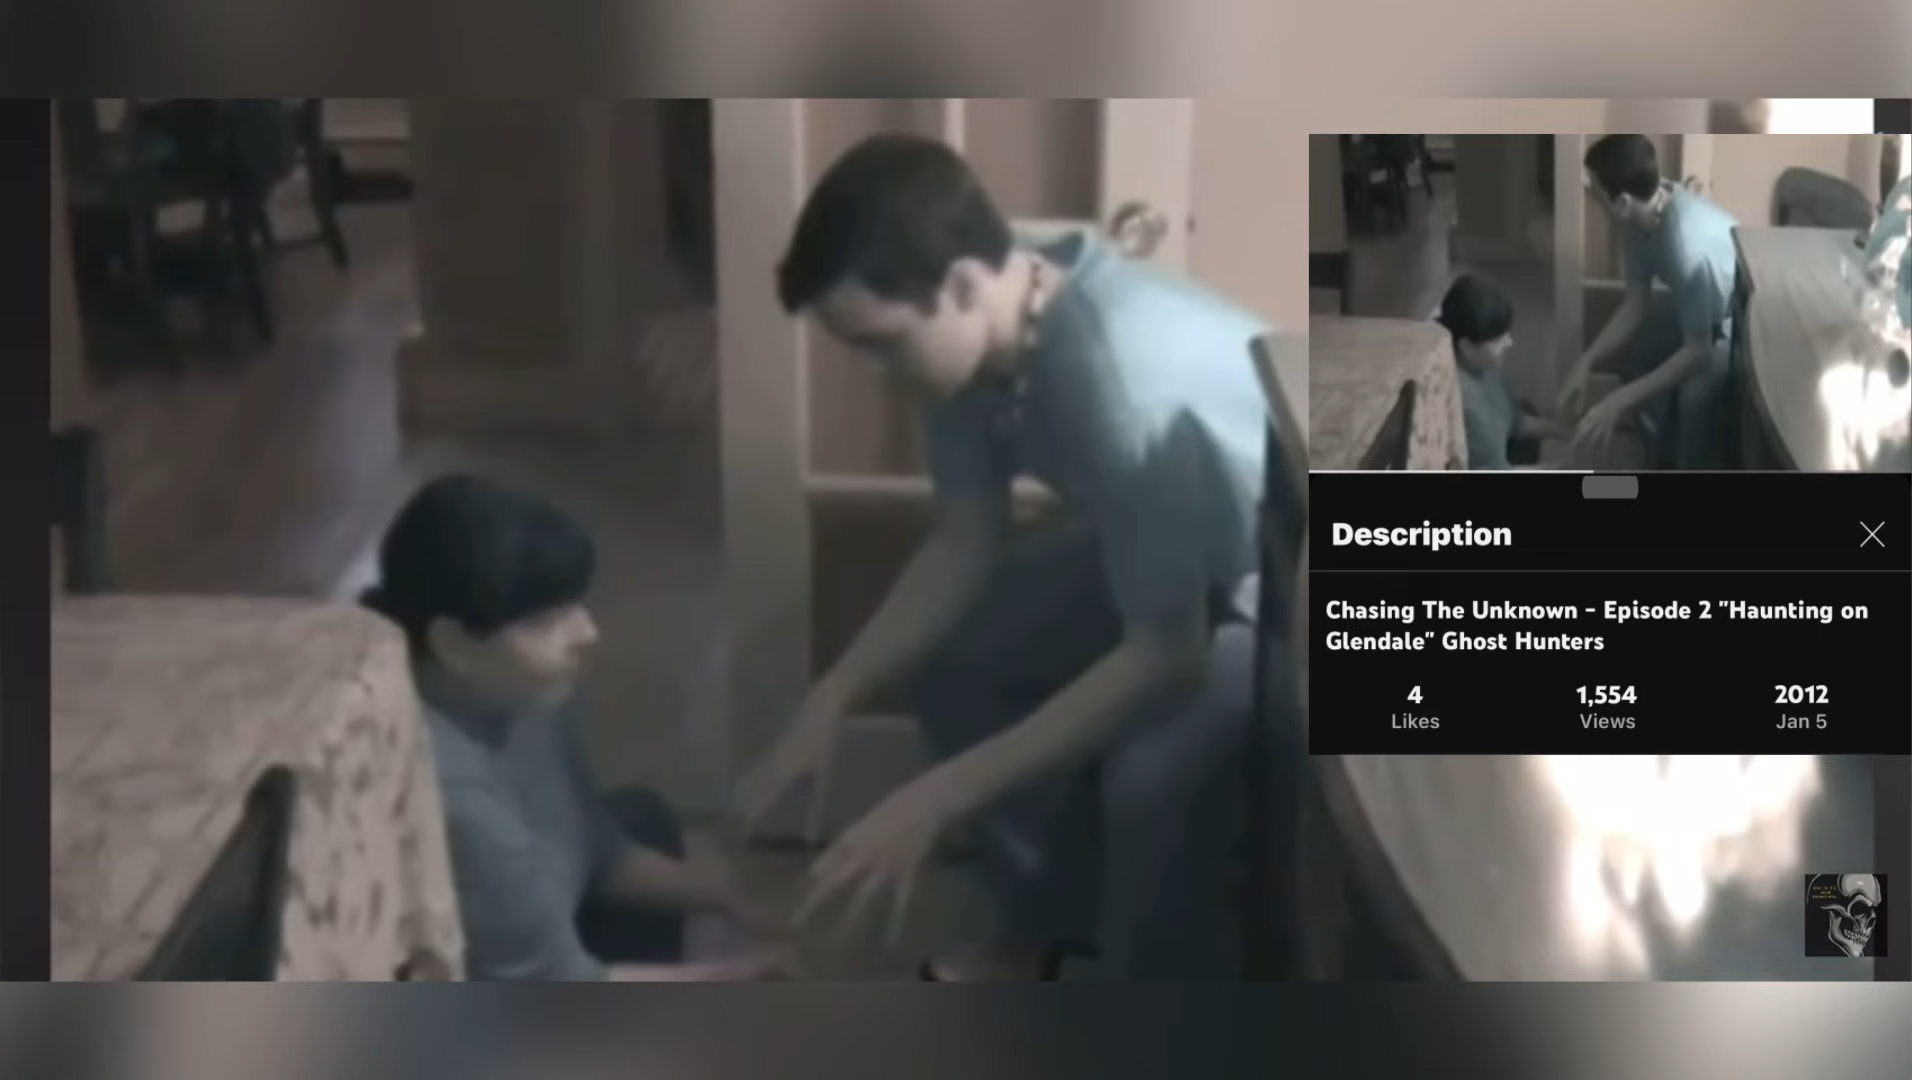 Description
Chasing The Unknown - Episode 2 "Haunting on
Glendale" Ghost Hunters
4
1,554
2012
Likes
Views
Jan 5